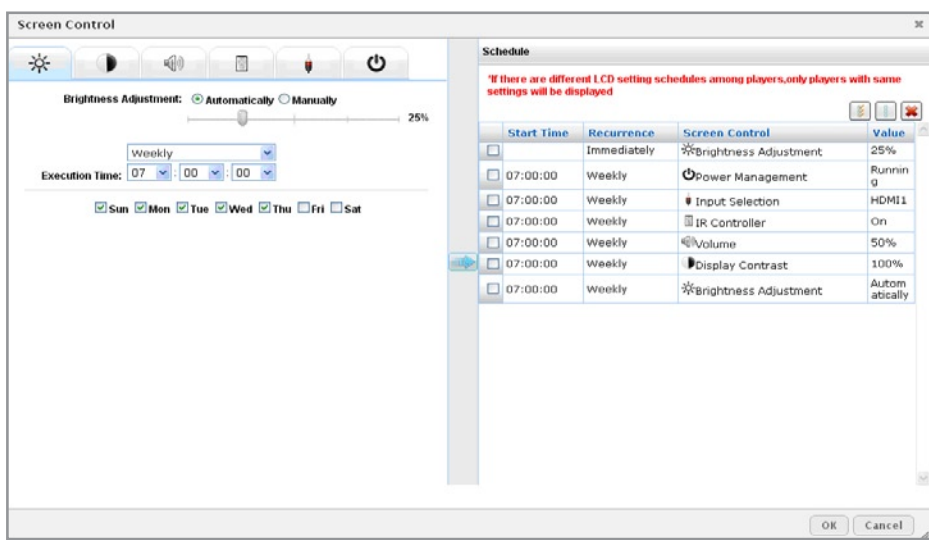 Screen Control
Brightness Adjustment: Automatically Manually
25%
Weekly
Execution Time: 07 : 00 : 00
Sun Mon Tue Wed Thu Fri Sat
Schedule
*If there are different LCD setting schedules among players,only players with same
settings will be displayed
Start Time Recurrence Screen Control Value
Immediately Brightness Adjustment 25%
07:00:00 Weekly Power Management Runnin
g
07:00:00 Weekly Input Selection HDMI1
07:00:00 Weekly IR Controller On
07:00:00 Weekly Volume 50%
07:00:00 Weekly Display Contrast 100%
07:00:00 Weekly Brightness Adjustment Autom
atically
OK Cancel